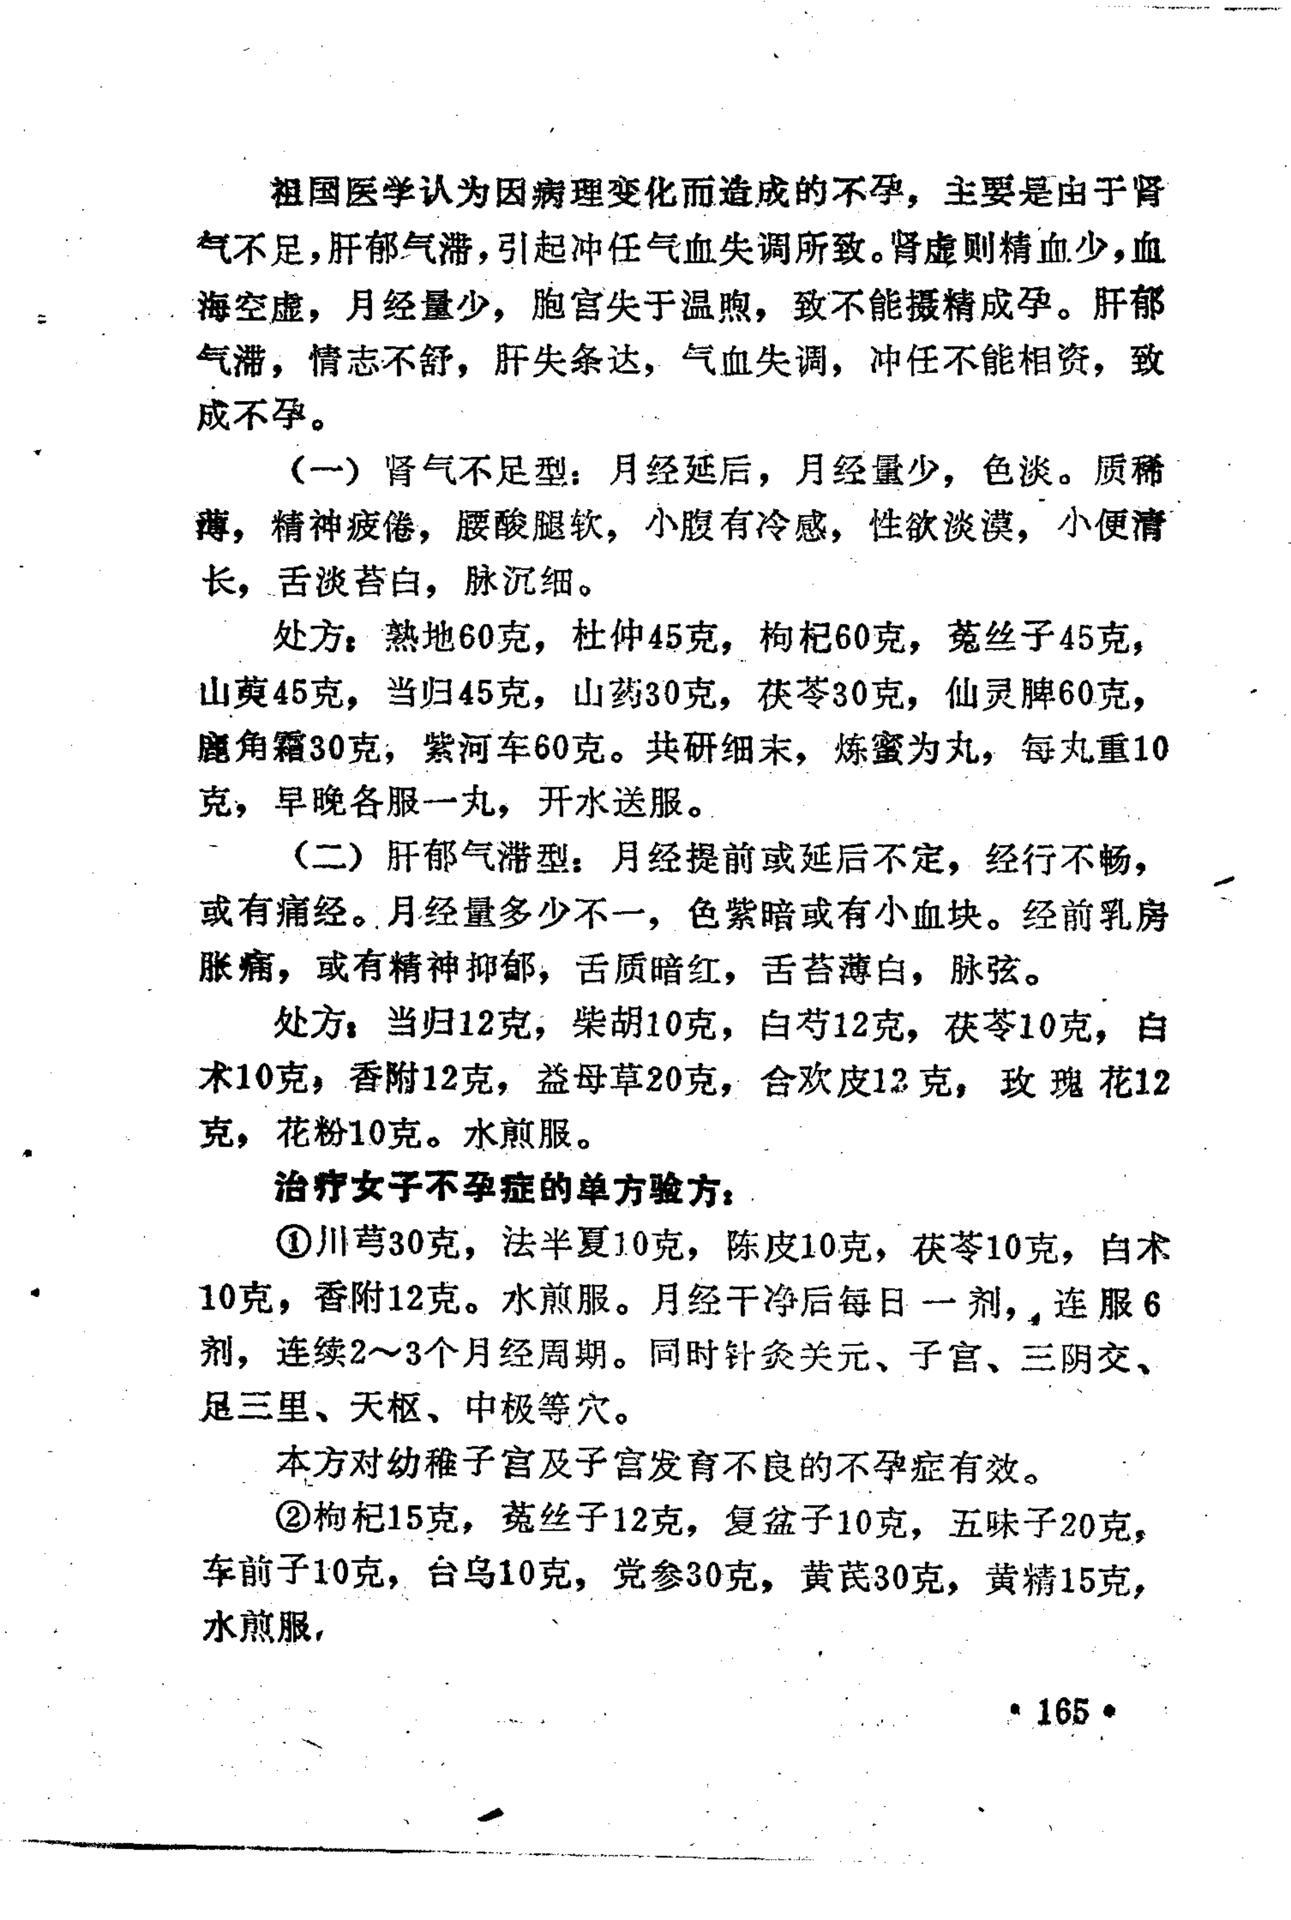 祖国医学认为因病理变化而造成的不孕，主要是由于肾
气不足，肝郁气滞，引起冲任气血失调所致。肾虚则精血少，血
海空虚，月经量少，胞宫失于温煦，致不能摄精成孕。肝郁
气滞，情志不舒，肝失条达，气血失调，冲任不能相资，致
成不孕。
（一）肾气不足型：月经延后，月经量少，色淡。质稀
薄，精神疲倦，腰酸腿软，小腹有冷感，性欲淡漠，小便清
长，舌淡苔白，脉沉细。
处方：熟地60克，杜仲45克，枸杞60克，菟丝子45克，
山萸45克，当归45克，山药30克，茯苓30克，仙灵脾60克，
鹿角霜30克，紫河车60克。共研细末，炼蜜为丸，每丸重10
克，早晚各服一丸，开水送服。
（二）肝郁气滞型：月经提前或延后不定，经行不畅，
或有痛经。月经量多少不一，色紫暗或有小血块。经前乳房
胀痛，或有精神抑郁，舌质暗红，舌苔薄白，脉弦。
处方：当归12克，柴胡10克，白芍12克，茯苓10克，白
术10克，香附12克，益母草20克，合欢皮12克，玫瑰花12
克，花粉10克。水煎服。
治疗女子不孕症的单方验方：
①川芎30克，法半夏10克，陈皮10克，茯苓10克，白术
10克，香附12克。水煎服。月经干净后每日一剂，连服6
剂，连续2～3个月经周期。同时针灸关元、子宫、三阴交、
足三里、天枢、中极等穴。
本方对幼稚子宫及子宫发育不良的不孕症有效。
②枸杞15克，菟丝子12克，复盆子10克，五味子20克，
车前子10克，台乌10克，党参30克，黄芪30克，黄精15克，
水煎服，
• 165 •